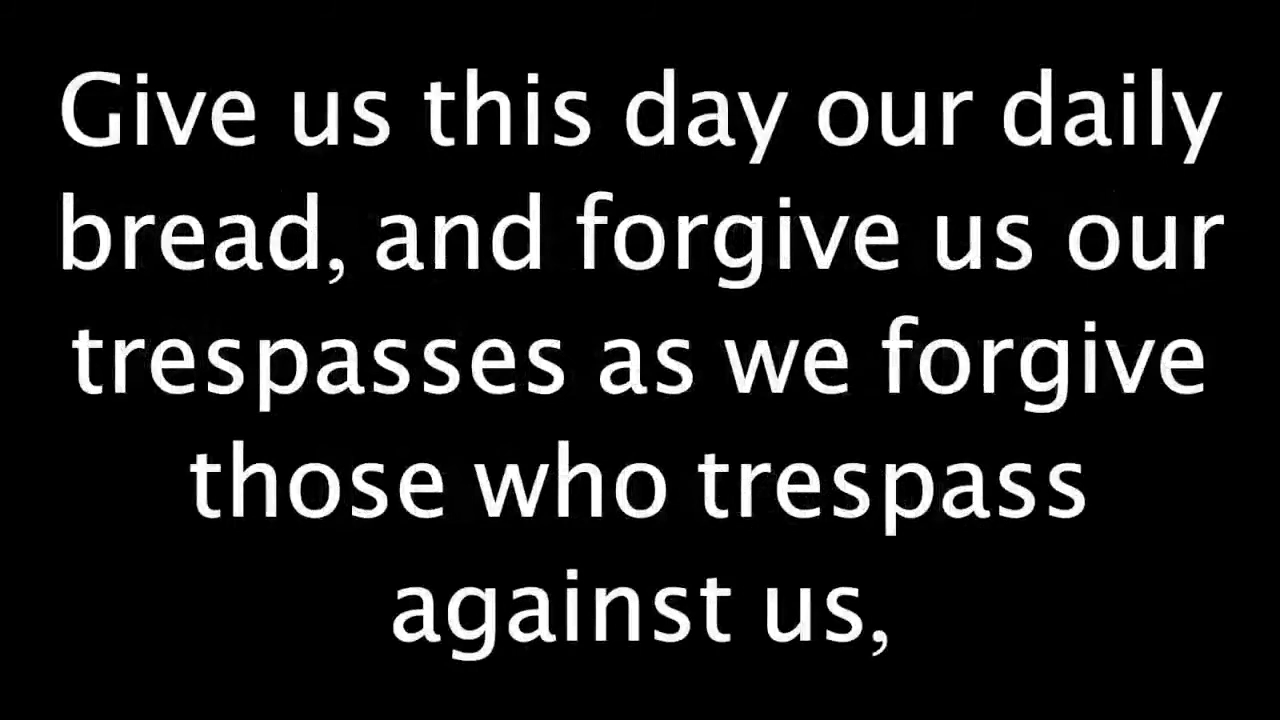 Give us this day our daily
bread, and forgive us our
trespasses as we forgive
those who trespass
against us,